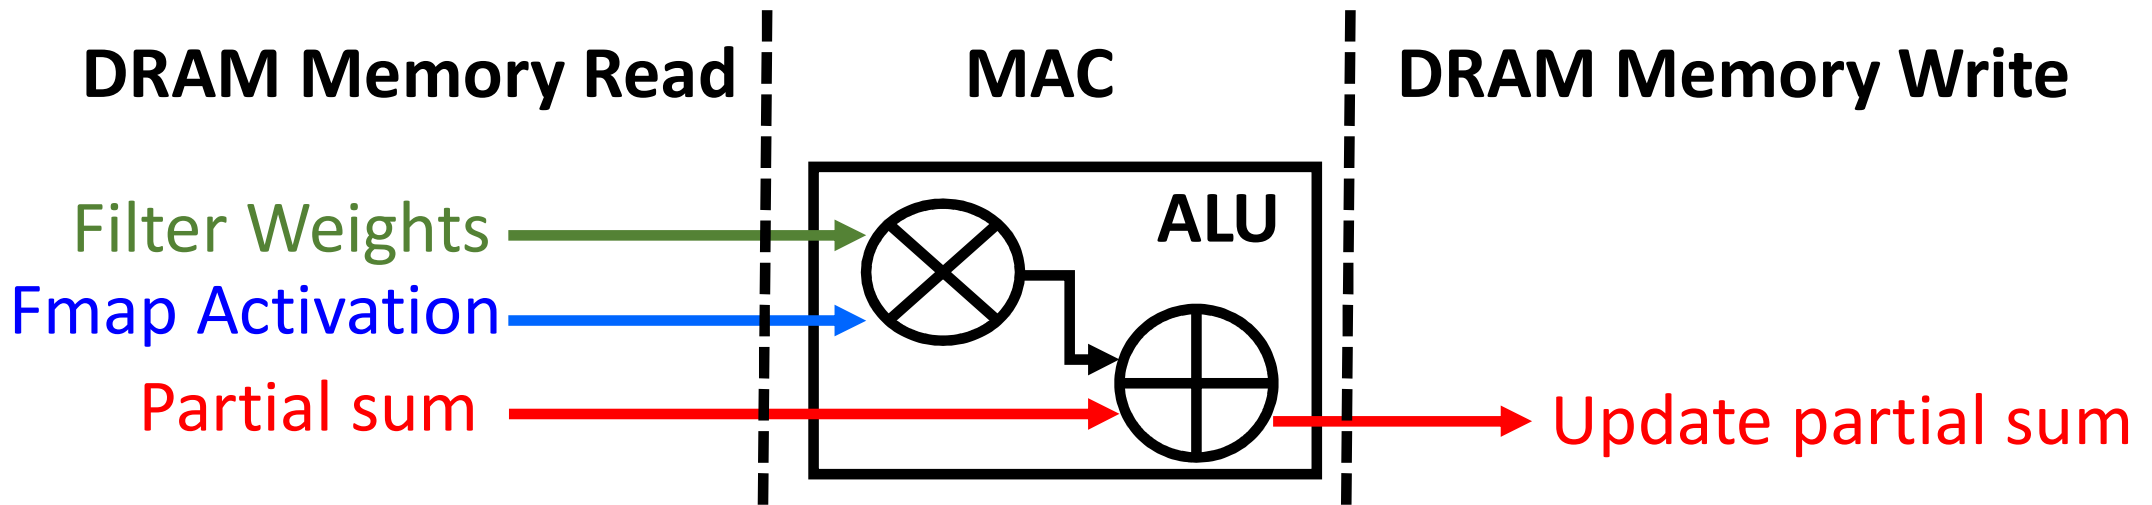 DRAM Memory Read
MAC
DRAM Memory Write
ALU
Filter Weights
Fmap Activation
Partial sum
Update partial sum